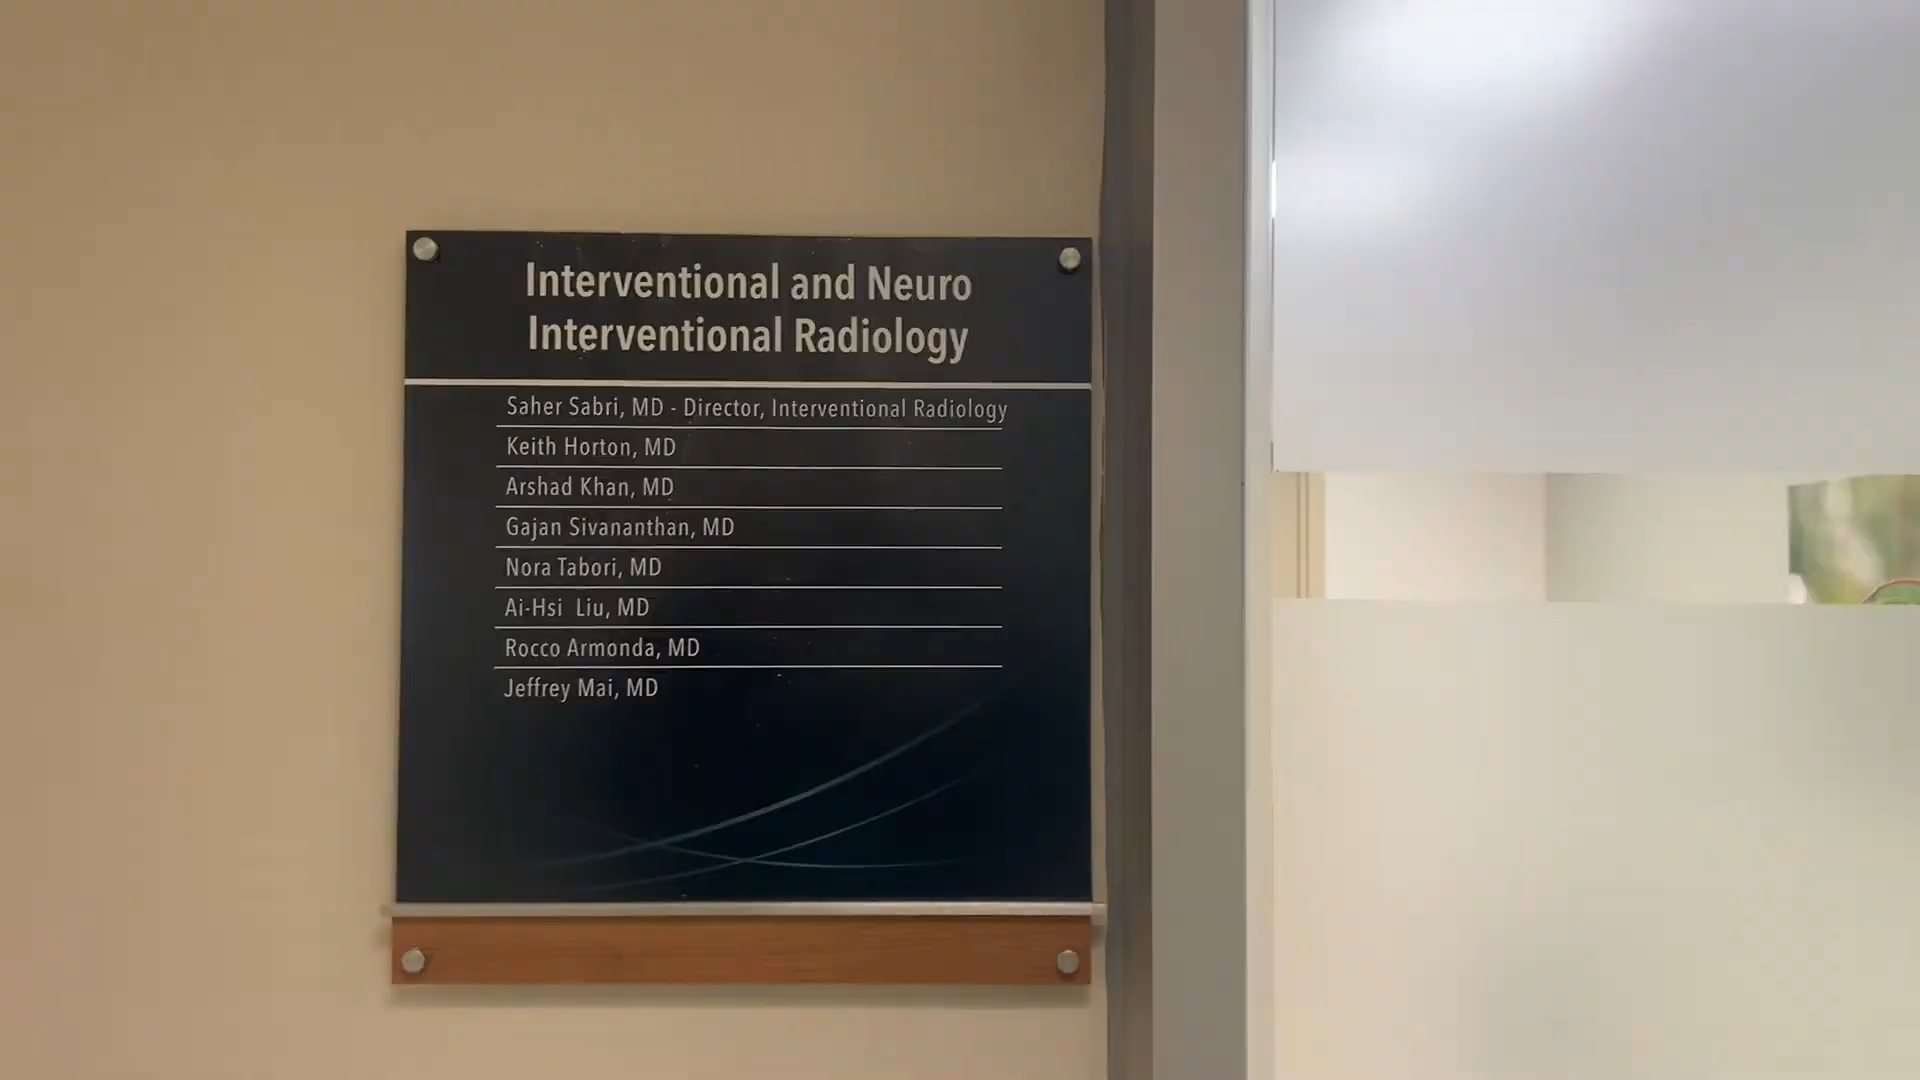 Interventional and Neuro
Interventional Radiology
Saher Sabri, MD - Director, Interventional Radiology
Keith Horton, MD
Arshad Khan, MD
Gajan Sivananthan, MD
Nora Tabori, MD
Ai-Hsi  Liu, MD
Rocco Armonda, MD
Jeffrey Mai, MD